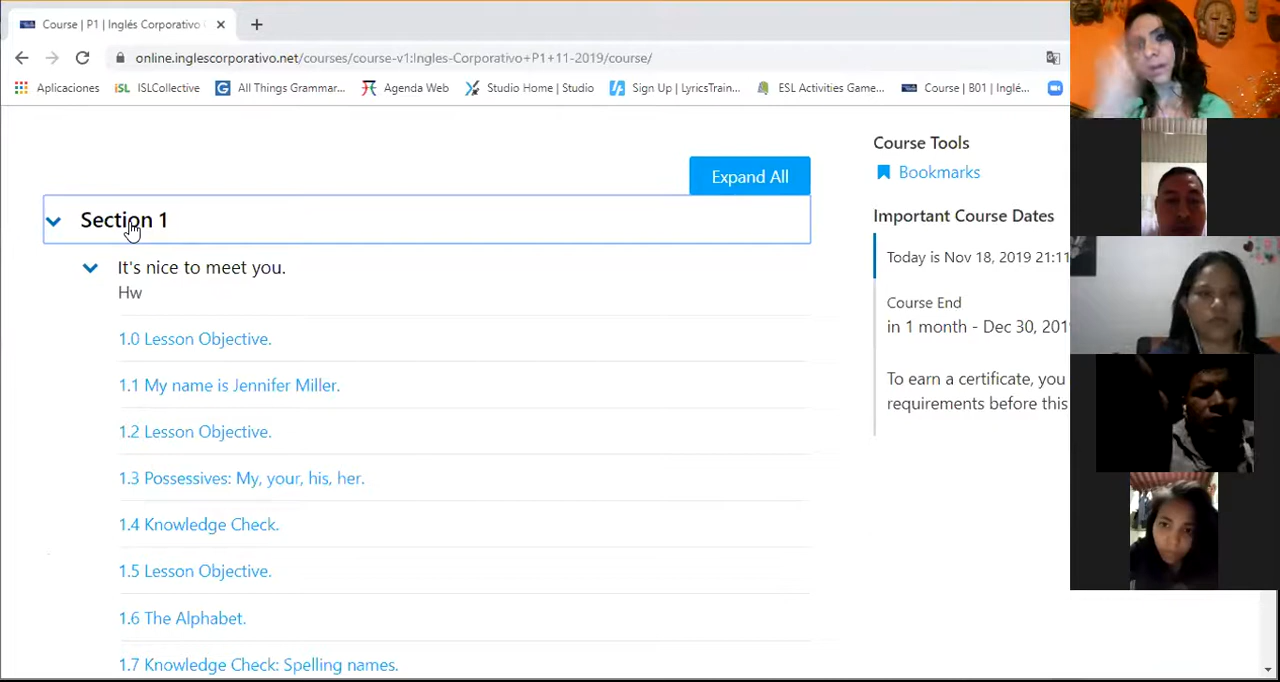 Course | P1 | Inglés Corporativo
online.inglescorporativo.net/courses/course-v1:Ingles-Corporativo+P1+11-2019/course/
Aplicaciones iSL ISLCollective G All Things Grammar... Agenda Web Studio Home | Studio Sign Up | LyricsTrain... ESL Activities Game... Course | B01 | Inglé...
Expand All
Section 1
It's nice to meet you.
Hw
1.0 Lesson Objective.
1.1 My name is Jennifer Miller.
1.2 Lesson Objective.
1.3 Possessives: My, your, his, her.
1.4 Knowledge Check.
1.5 Lesson Objective.
1.6 The Alphabet.
1.7 Knowledge Check: Spelling names.
Course Tools
Bookmarks
Important Course Dates
Today is Nov 18, 2019 21:11
Course End
in 1 month - Dec 30, 201
To earn a certificate, you
requirements before this